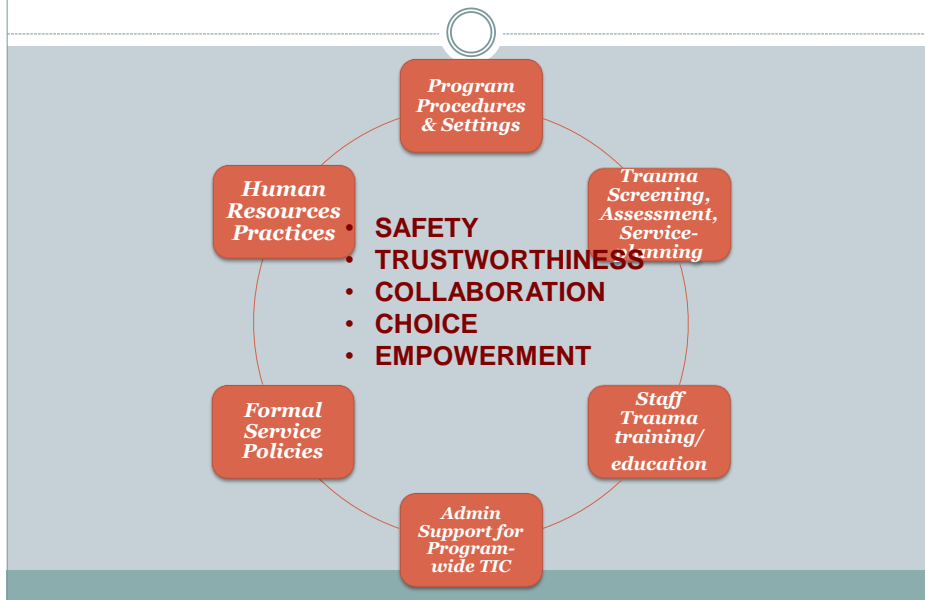 Program
Procedures
& Settings
Human
Resources
Practices
Trauma
Screening,
Assessment,
Service-
planning
• SAFETY
• TRUSTWORTHINESS
• COLLABORATION
• CHOICE
• EMPOWERMENT
Formal
Service
Policies
Staff
Trauma
training/
education
Admin
Support for
Program-
wide TIC